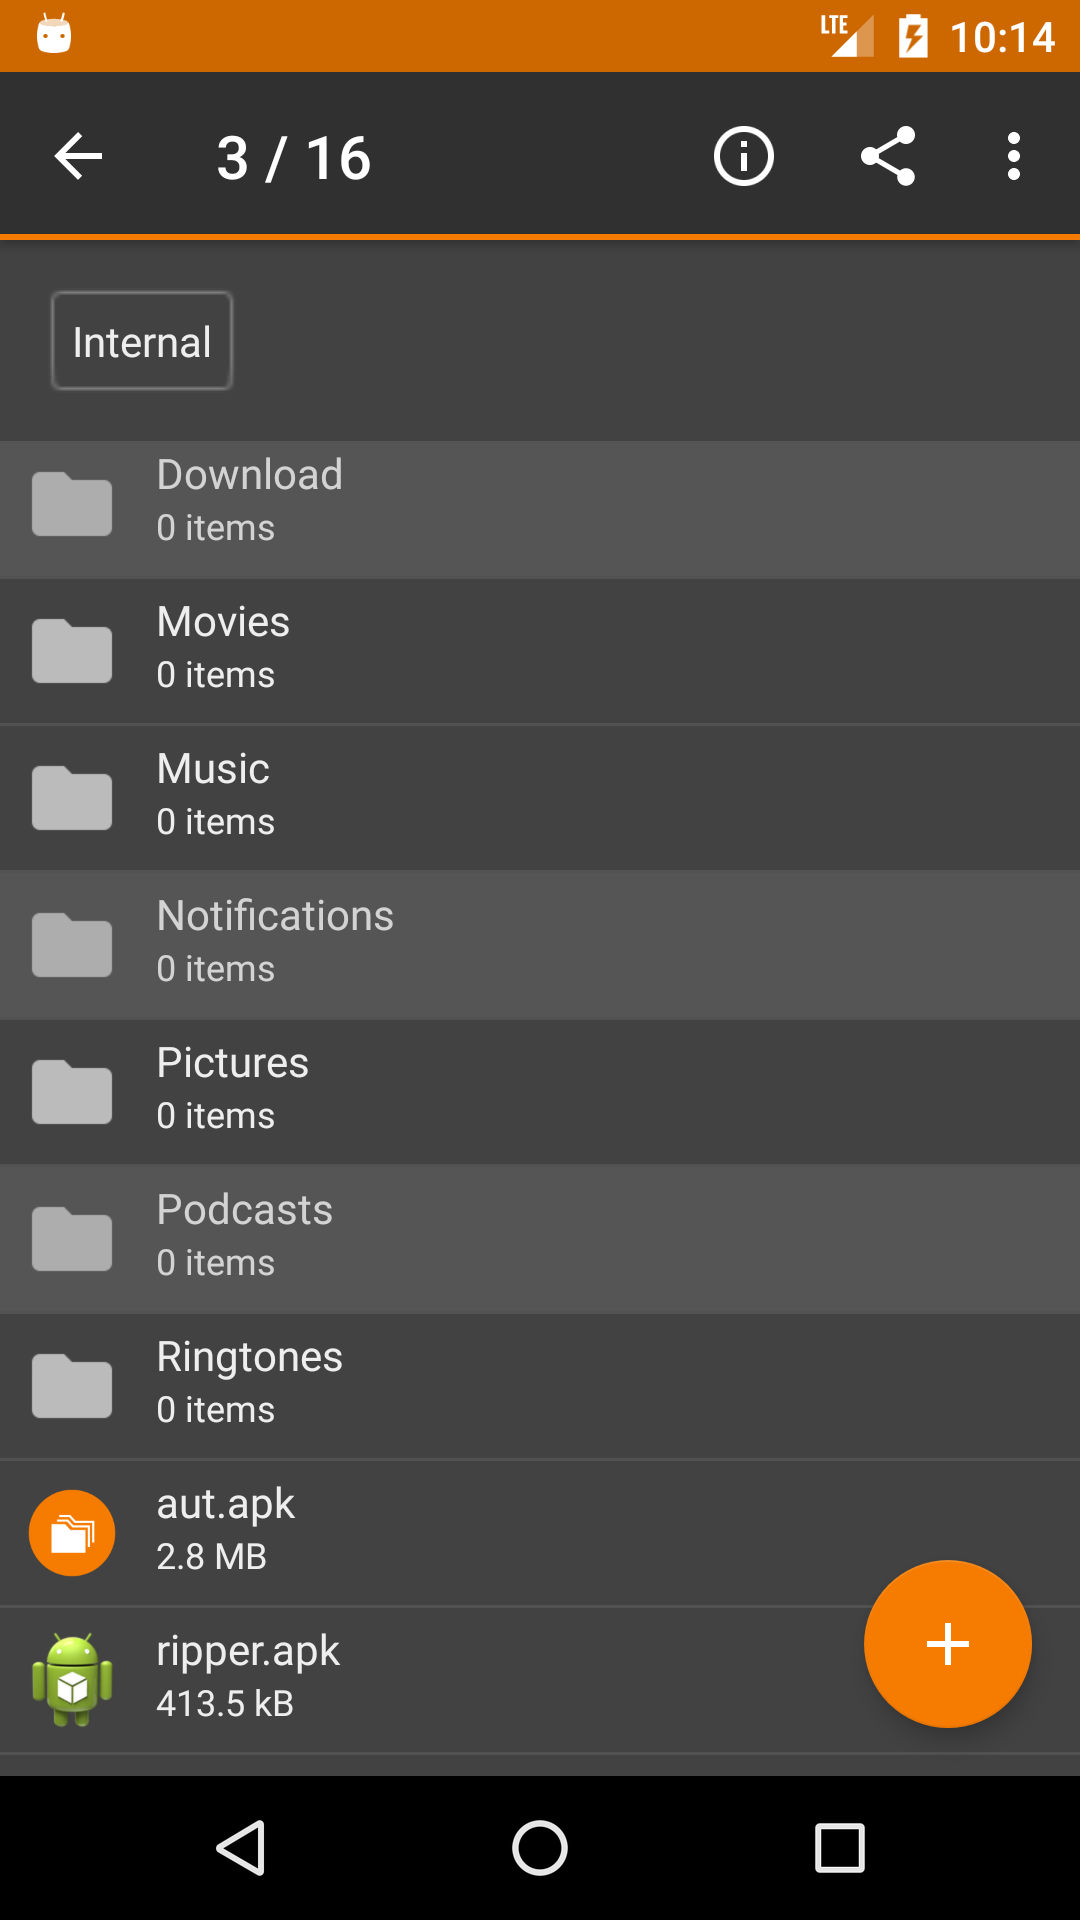 LTE 10:14
3 / 16
Internal
Download
0 items
Movies
0 items
Music
0 items
Notifications
0 items
Pictures
0 items
Podcasts
0 items
Ringtones
0 items
aut.apk
2.8 MB
ripper.apk
413.5 kB